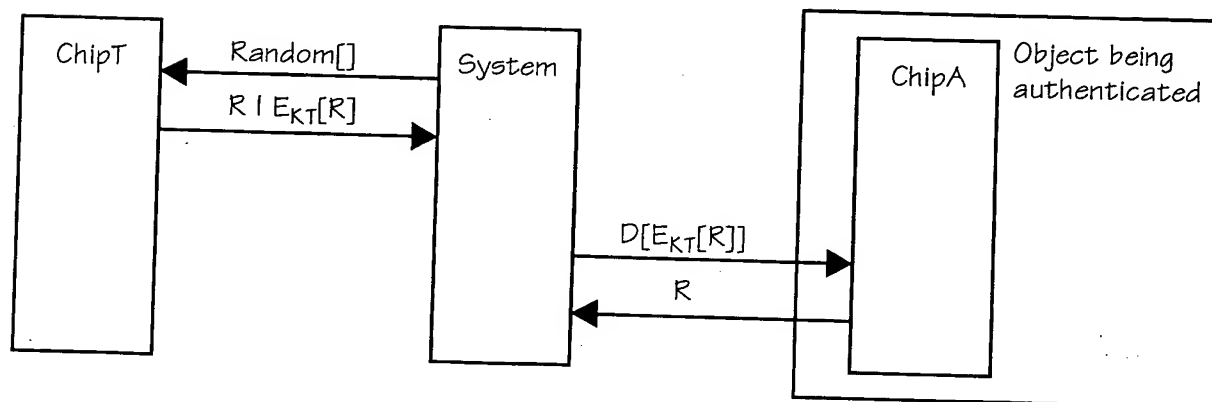 ChipT
Random[]
R | E_KT[R]
System
D[E_KT[R]]
R
ChipA
Object being
authenticated